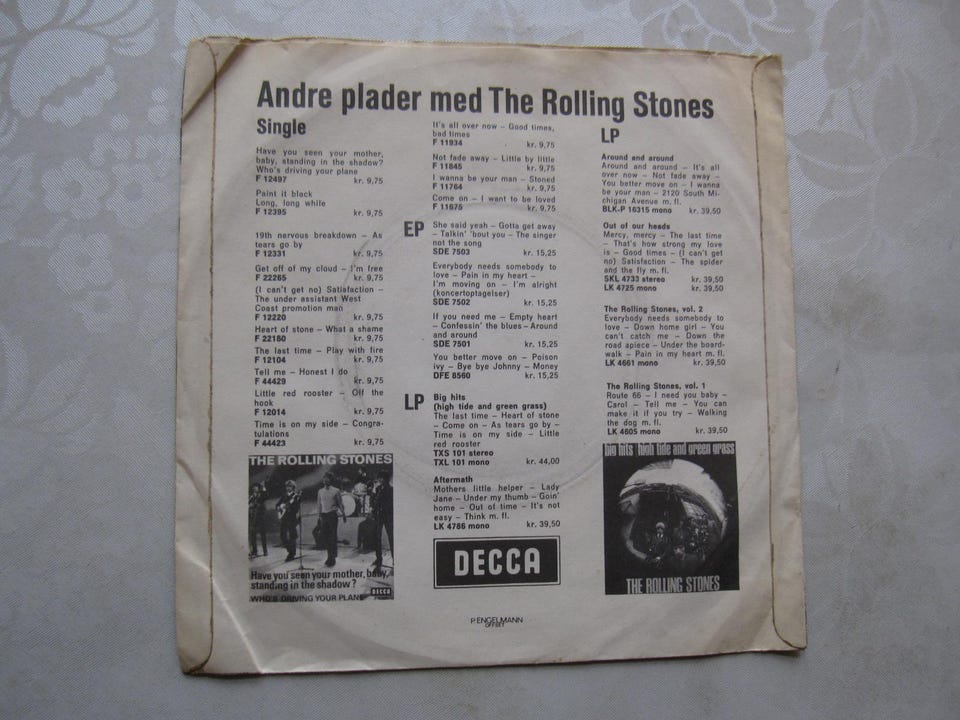 Andre plader med The Rolling Stones
Single
Have you seen your mother,
baby, standing in the shadow?
Who's driving your plane
F 12497 kr. 9,75
Paint it black
Long, long while
F 12395 kr. 9,75
19th nervous breakdown – As
tears go by
F 12331 kr. 9,75
Get off of my cloud – I'm free
F 22265 kr. 9,75
(I can't get no) Satisfaction –
The under assistant West
Coast promotion man
F 12220 kr. 9,75
Heart of stone – What a shame
F 22180 kr. 9,75
The last time – Play with fire
F 12104 kr. 9,75
Tell me – Honest I do
F 44429 kr. 9,75
Little red rooster – Off the
hook
F 12014 kr. 9,75
Time is on my side – Congra-
tulations
F 44423 kr. 9,75
THE ROLLING STONES
Have you seen your mother, baby,
standing in the shadow?
WHO'S DRIVING YOUR PLANE
DECCA
It's all over now – Good times,
bad times
F 11934 kr. 9,75
Not fade away – Little by little
F 11845 kr. 9,75
I wanna be your man – Stoned
F 11764 kr. 9,75
Come on – I want to be loved
F 11675 kr. 9,75
EP
She said yeah – Gotta get away
– Talkin' 'bout you – The singer
not the song
SDE 7503 kr. 15,25
Everybody needs somebody to
love – Pain in my heart –
I'm moving on – I'm alright
(koncertoptagelser)
SDE 7502 kr. 15,25
If you need me – Empty heart
– Confessin' the blues – Around
and around
SDE 7501 kr. 15,25
You better move on – Poison
ivy – Bye bye Johnny – Money
DFE 8560 kr. 15,25
LP
Big hits
(high tide and green grass)
The last time – Heart of stone
– Come on – As tears go by –
Time is on my side – Little
red rooster
TXS 101 stereo
TXL 101 mono kr. 44,00
Aftermath
Mothers little helper – Lady
Jane – Under my thumb – Goin'
home – Out of time – It's not
easy – Think m. fl.
LK 4786 mono kr. 39,50
DECCA
P. ENGELMANN
OFFSET
LP
Around and around
Around and around – It's all
over now – Not fade away –
You better move on – I wanna
be your man – 2120 South Mi-
chigan Avenue m. fl.
BLK-P 16315 mono kr. 39,50
Out of our heads
Mercy, mercy – The last time
– That's how strong my love
is – Good times – (I can't get
no) Satisfaction – The spider
and the fly m. fl.
SKL 4733 stereo kr. 39,50
LK 4725 mono kr. 39,50
The Rolling Stones, vol. 2
Everybody needs somebody to
love – Down home girl – You
can't catch me – Down the
road apiece – Under the board-
walk – Pain in my heart m. fl.
LK 4661 mono kr. 39,50
The Rolling Stones, vol. 1
Route 66 – I need you baby –
Carol – Tell me – You can
make it if you try – Walking
the dog m. fl.
LK 4605 mono kr. 39,50
big hits high tide and green grass
THE ROLLING STONES